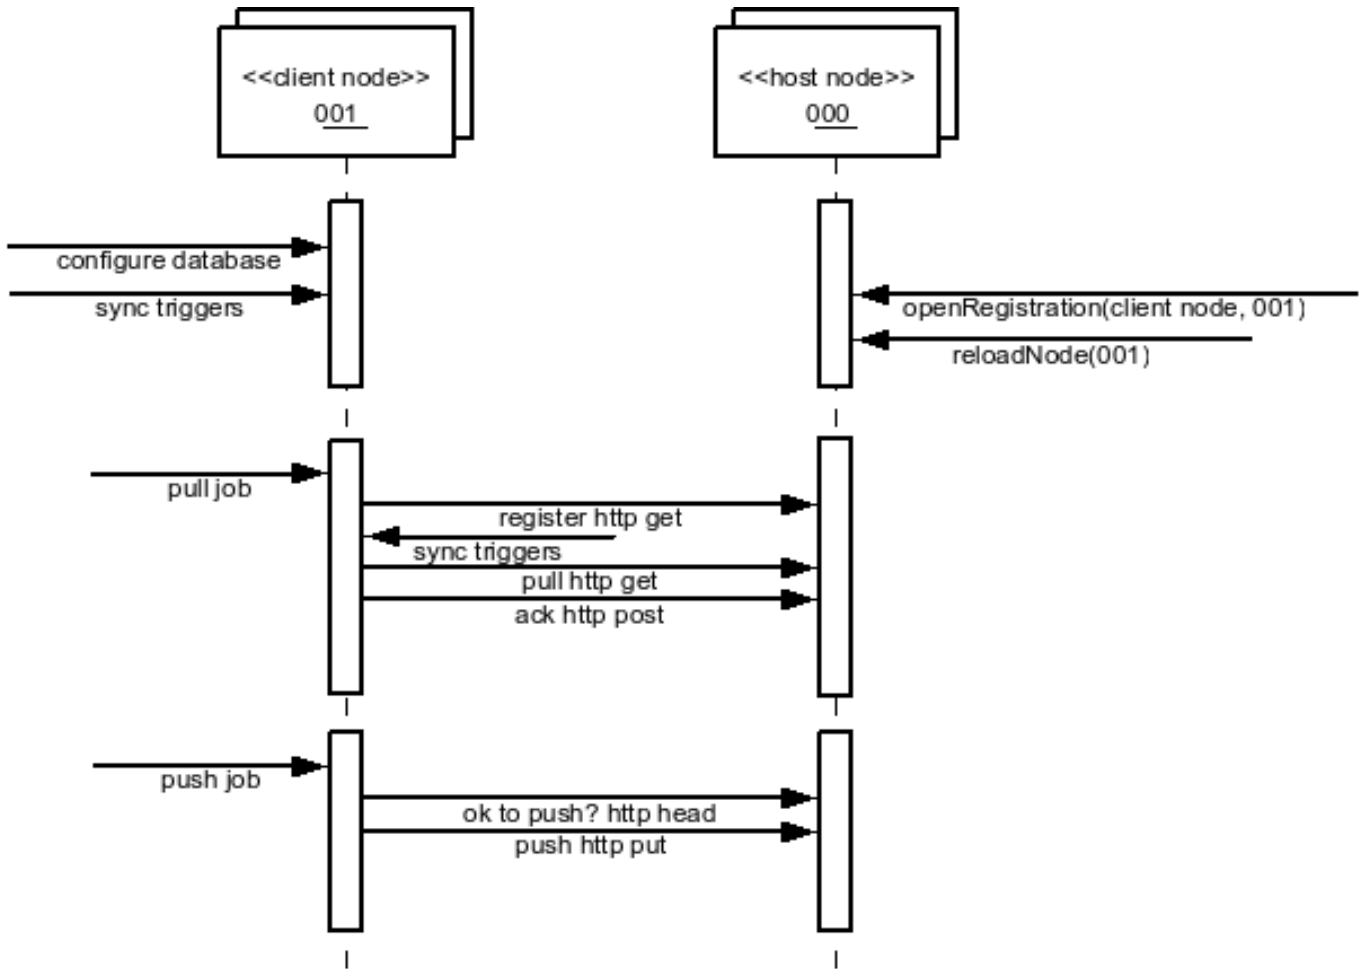 <<client node>>
001
<<host node>>
000
configure database
sync triggers
openRegistration(client node, 001)
reloadNode(001)
pull job
register http get
sync triggers
pull http get
ack http post
push job
ok to push? http head
push http put